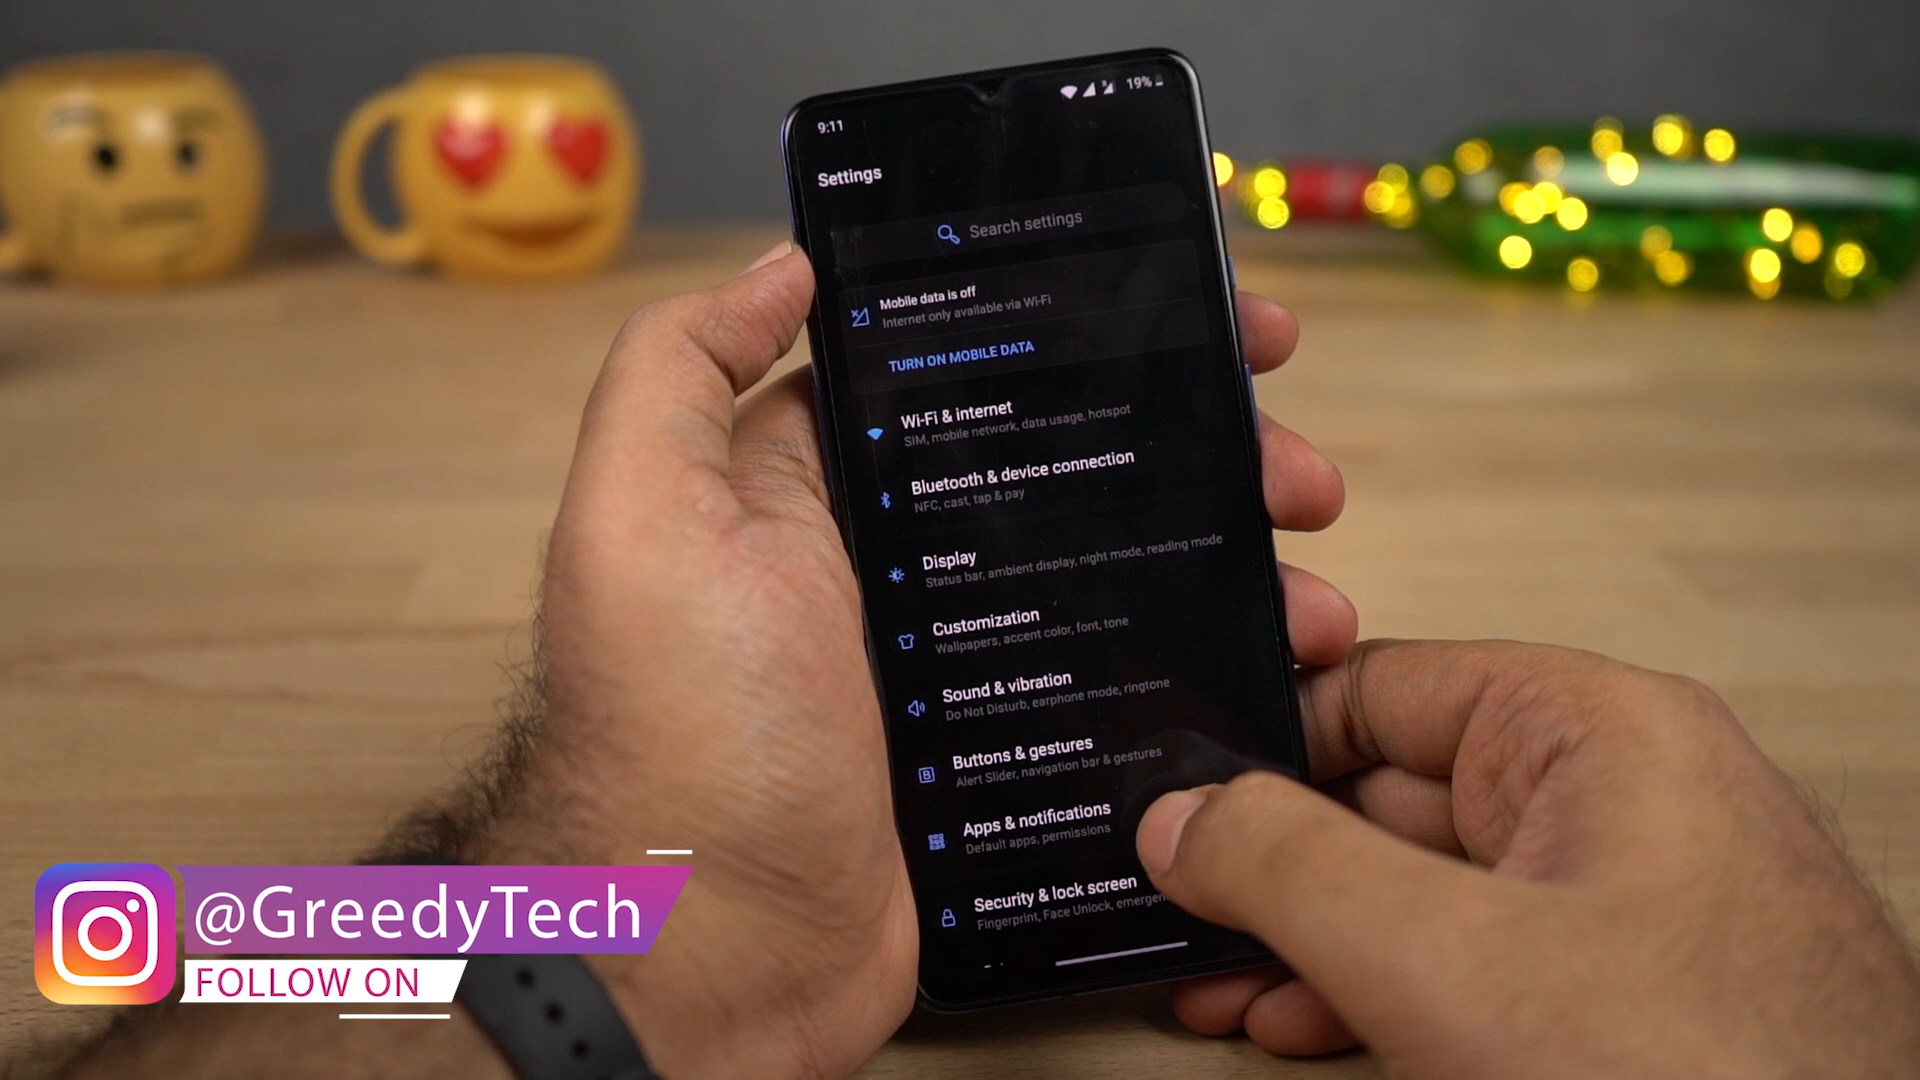 9:11
19%
Settings
Search settings
Mobile data is off
Internet only available via Wi-Fi
TURN ON MOBILE DATA
Wi-Fi & internet
SIM, mobile network, data usage, hotspot
Bluetooth & device connection
NFC, cast, tap & pay
Display
Status bar, ambient display, night mode, reading mode
Customization
Wallpapers, accent color, font, tone
Sound & vibration
Do Not Disturb, earphone mode, ringtone
Buttons & gestures
Alert Slider, navigation bar & gestures
Apps & notifications
Default apps, permissions
Security & lock screen
Fingerprint, Face Unlock,
@GreedyTech
FOLLOW ON